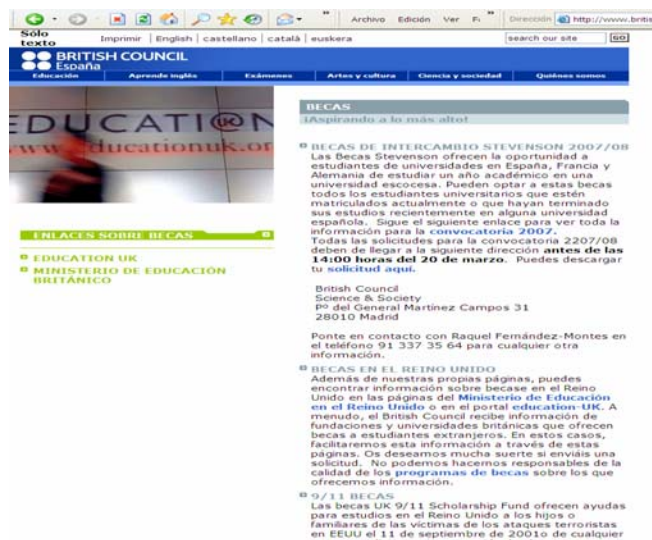 Archivo Edición Ver Dirección http://www.britis
Sólo texto Imprimir | English | castellano | català | euskera search our site GO
BRITISH COUNCIL
España
Educación Aprende inglés Exámenes Artes y cultura Ciencia y sociedad Quiénes somos
EDUCATI@N
ducationuk.or
ENLACES SOBRE BECAS
EDUCATION UK
MINISTERIO DE EDUCACIÓN
BRITÁNICO
BECAS
¡Aspirando a lo más alto!
BECAS DE INTERCAMBIO STEVENSON 2007/08
Las Becas Stevenson ofrecen la oportunidad a
estudiantes de universidades en España, Francia y
Alemania de estudiar un año académico en una
universidad escocesa. Pueden optar a estas becas
todos los estudiantes universitarios que estén
matriculados actualmente o que hayan terminado
sus estudios recientemente en alguna universidad
española. Sigue el siguiente enlace para ver toda la
información para la convocatoria 2007.
Todas las solicitudes para la convocatoria 2207/08
deben de llegar a la siguiente dirección antes de las
14:00 horas del 20 de marzo. Puedes descargar
tu solicitud aquí.
British Council
Science & Society
Pº del General Martínez Campos 31
28010 Madrid
Ponte en contacto con Raquel Fernández-Montes en
el teléfono 91 337 35 64 para cualquier otra
información.
BECAS EN EL REINO UNIDO
Además de nuestras propias páginas, puedes
encontrar información sobre becase en el Reino
Unido en las páginas del Ministerio de Educación
en el Reino Unido o en el portal education-UK. A
menudo, el British Council recibe información de
fundaciones y universidades británicas que ofrecen
becas a estudiantes extranjeros. En estos casos,
facilitaremos esta información a través de estas
páginas. Os deseamos mucha suerte si enviáis una
solicitud. No podemos hacernos responsables de la
calidad de los programas de becas sobre los que
ofrecemos información.
9/11 BECAS
Las becas UK 9/11 Scholarship Fund ofrecen ayudas
para estudios en el Reino Unido a los hijos o
familiares de las víctimas de los ataques terroristas
en EEUU el 11 de septiembre de 2001o de cualquier